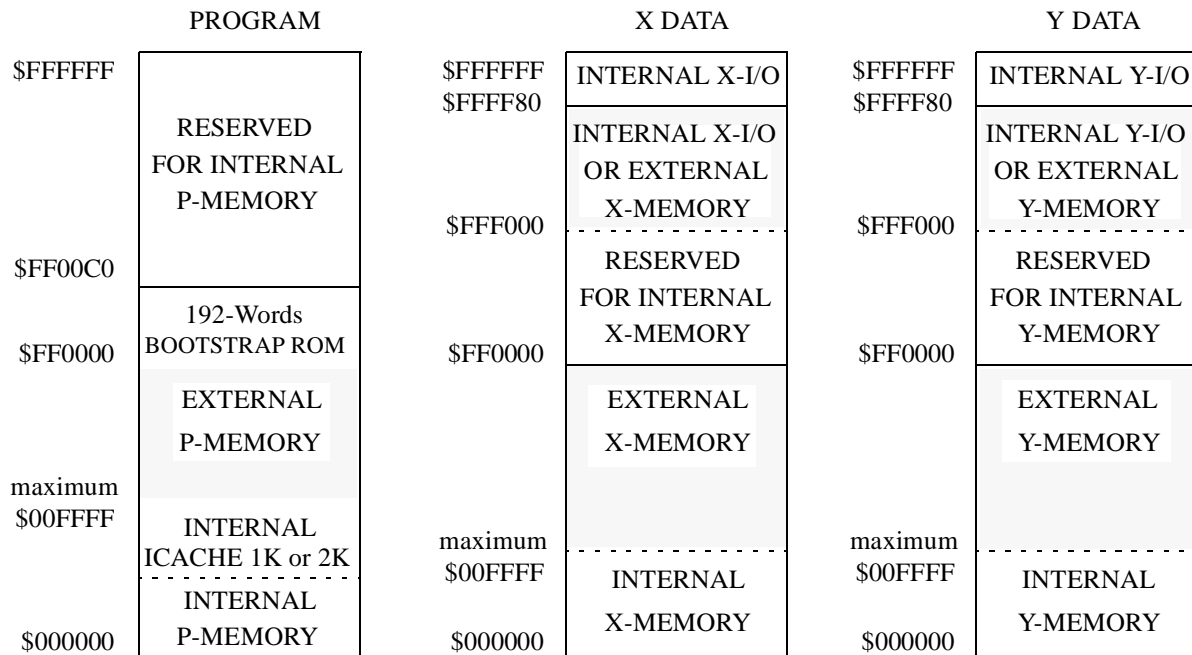 PROGRAM
$FFFFFF
RESERVED
FOR INTERNAL
P-MEMORY
$FF00C0
192-Words
BOOTSTRAP ROM
$FF0000
EXTERNAL
P-MEMORY
maximum
$00FFFF
INTERNAL
ICACHE 1K or 2K
INTERNAL
P-MEMORY
$000000
X DATA
$FFFFFF
INTERNAL X-I/O
$FFFF80
INTERNAL X-I/O
OR EXTERNAL
X-MEMORY
$FFF000
RESERVED
FOR INTERNAL
X-MEMORY
$FF0000
EXTERNAL
X-MEMORY
maximum
$00FFFF
INTERNAL
X-MEMORY
$000000
Y DATA
$FFFFFF
INTERNAL Y-I/O
$FFFF80
INTERNAL Y-I/O
OR EXTERNAL
Y-MEMORY
$FFF000
RESERVED
FOR INTERNAL
Y-MEMORY
$FF0000
EXTERNAL
Y-MEMORY
maximum
$00FFFF
INTERNAL
Y-MEMORY
$000000